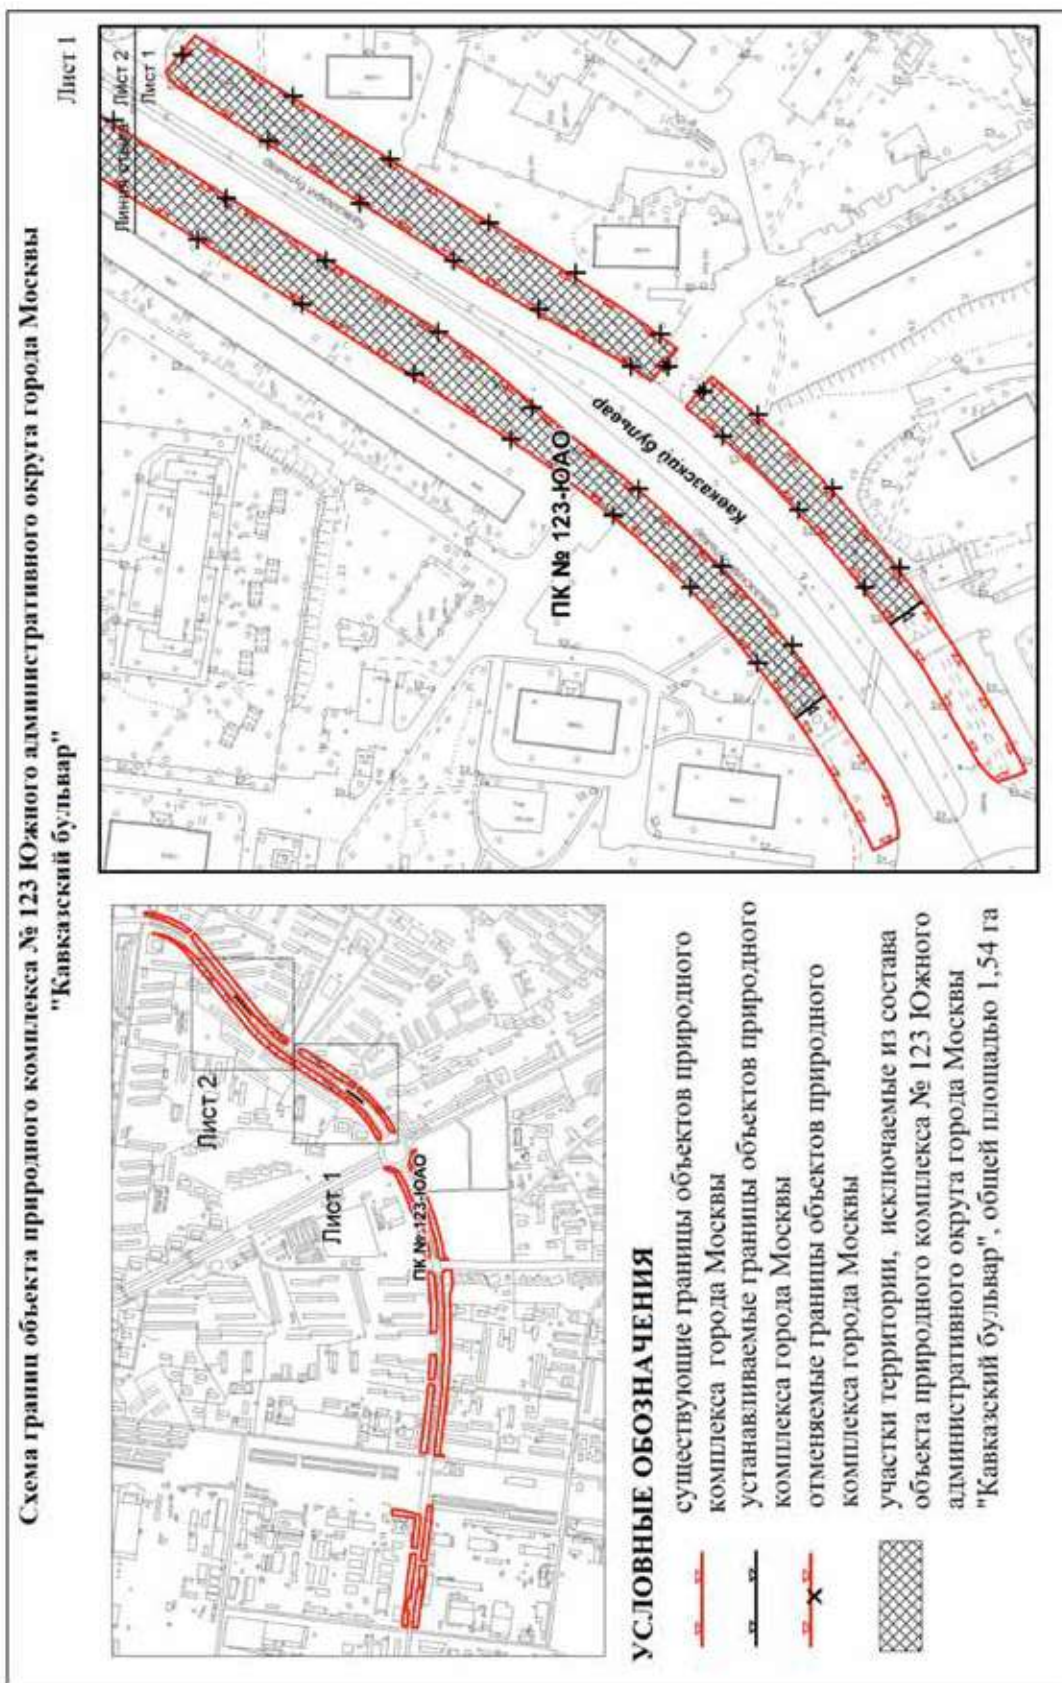 Схема границ объекта природного комплекса № 123 Южного административного округа города Москвы
"Кавказский бульвар"
Лист 1
Лист 2
Лист 1
ПК № 123-ЮАО
Линия стыка
Лист 2
Лист 1
Кавказский бульвар
ПК № 123-ЮАО
Кавказский бульвар
УСЛОВНЫЕ ОБОЗНАЧЕНИЯ
существующие границы объектов природного
комплекса города Москвы
устанавливаемые границы объектов природного
комплекса города Москвы
отменяемые границы объектов природного
комплекса города Москвы
участки территории, исключаемые из состава
объекта природного комплекса № 123 Южного
административного округа города Москвы
"Кавказский бульвар", общей площадью 1,54 га